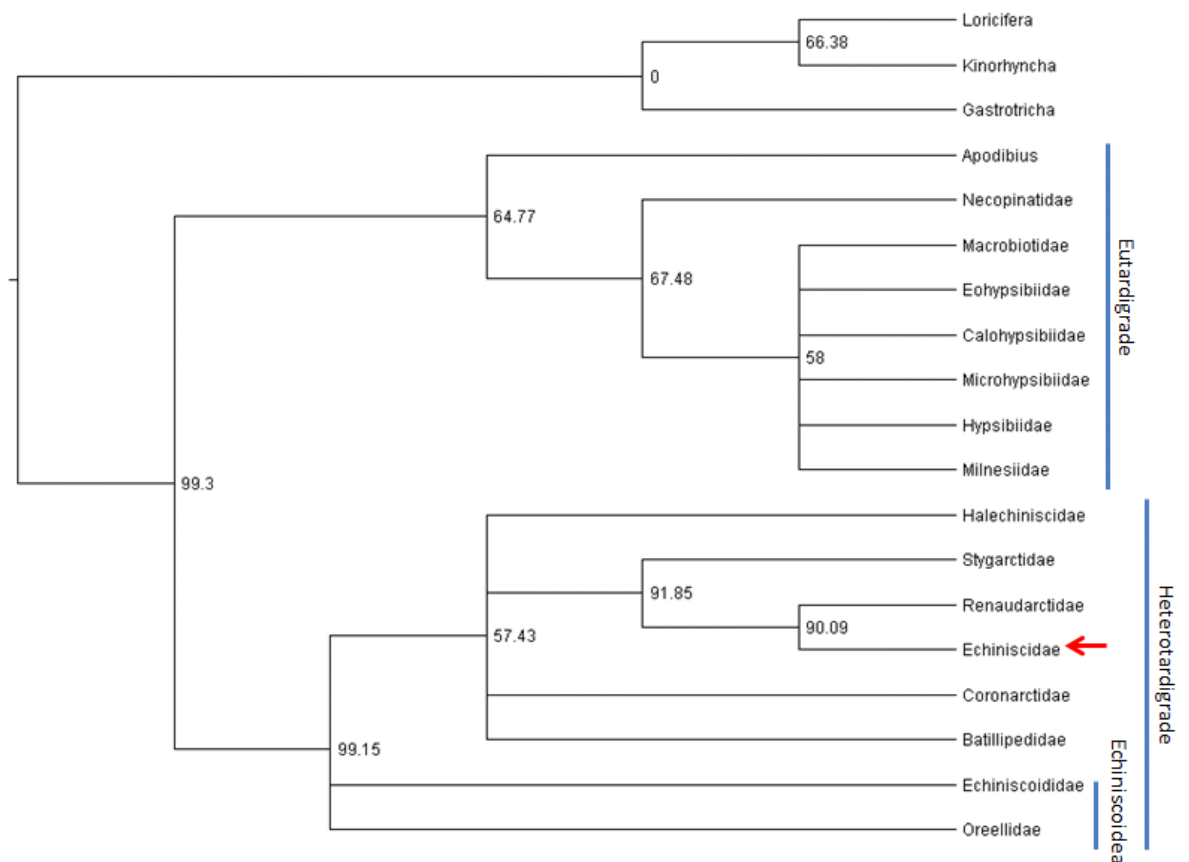 Loricifera
66.38
Kinorhyncha
0
Gastrotricha
Apodibius
64.77
Necopinatidae
Macrobiotidae
67.48
Eohypsibiidae
Calohypsibiidae
58
Microhypsibiidae
Hypsibiidae
Milnesiidae
Eutardigrade
99.3
Halechiniscidae
Stygarctidae
91.85
Renaudarctidae
90.09
57.43
Echiniscidae
Coronarctidae
Batillipedidae
99.15
Echiniscoididae
Oreellidae
Heterotardigrade
Echiniscoidea